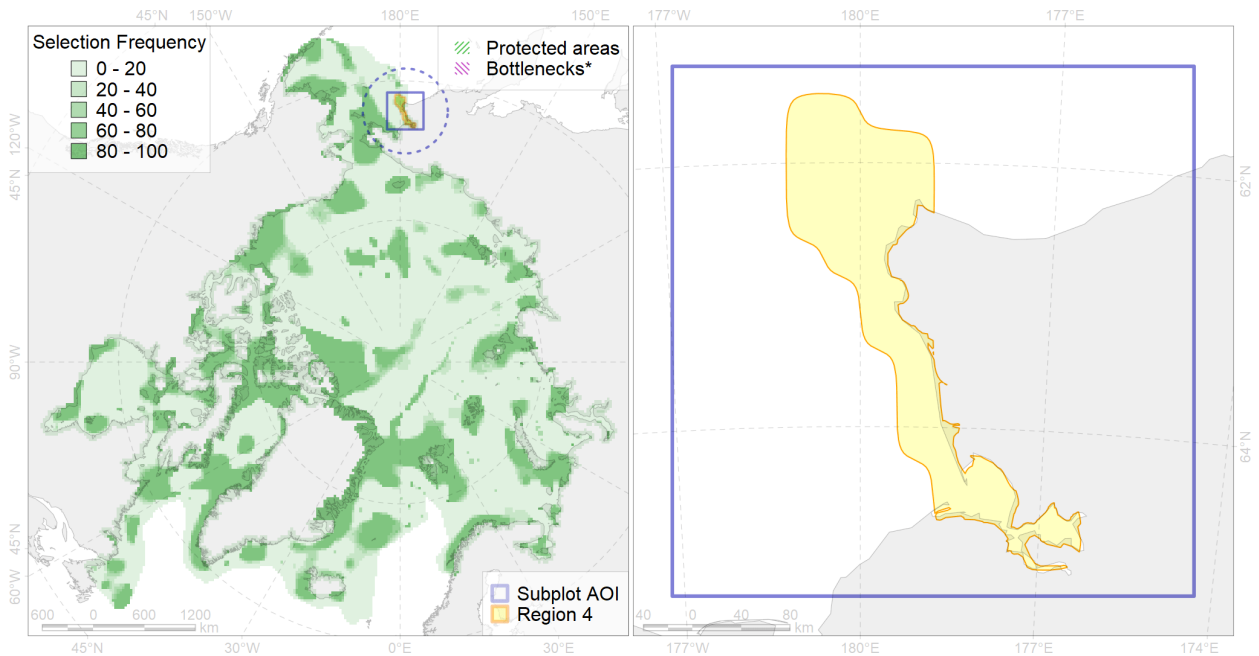 45°N 150°W 180°E 150°E
177°W 180°E 177°E
Selection Frequency
0 - 20
20 - 40
40 - 60
60 - 80
80 - 100
Protected areas
Bottlenecks*
120°W
45°N
90°W
45°N
60°W
62°N
64°N
Subplot AOI
Region 4
600 0 600 1200
km
40 0 40 80
km
45°N 30°W 0°E 30°E
177°W 180°E 177°E 174°E